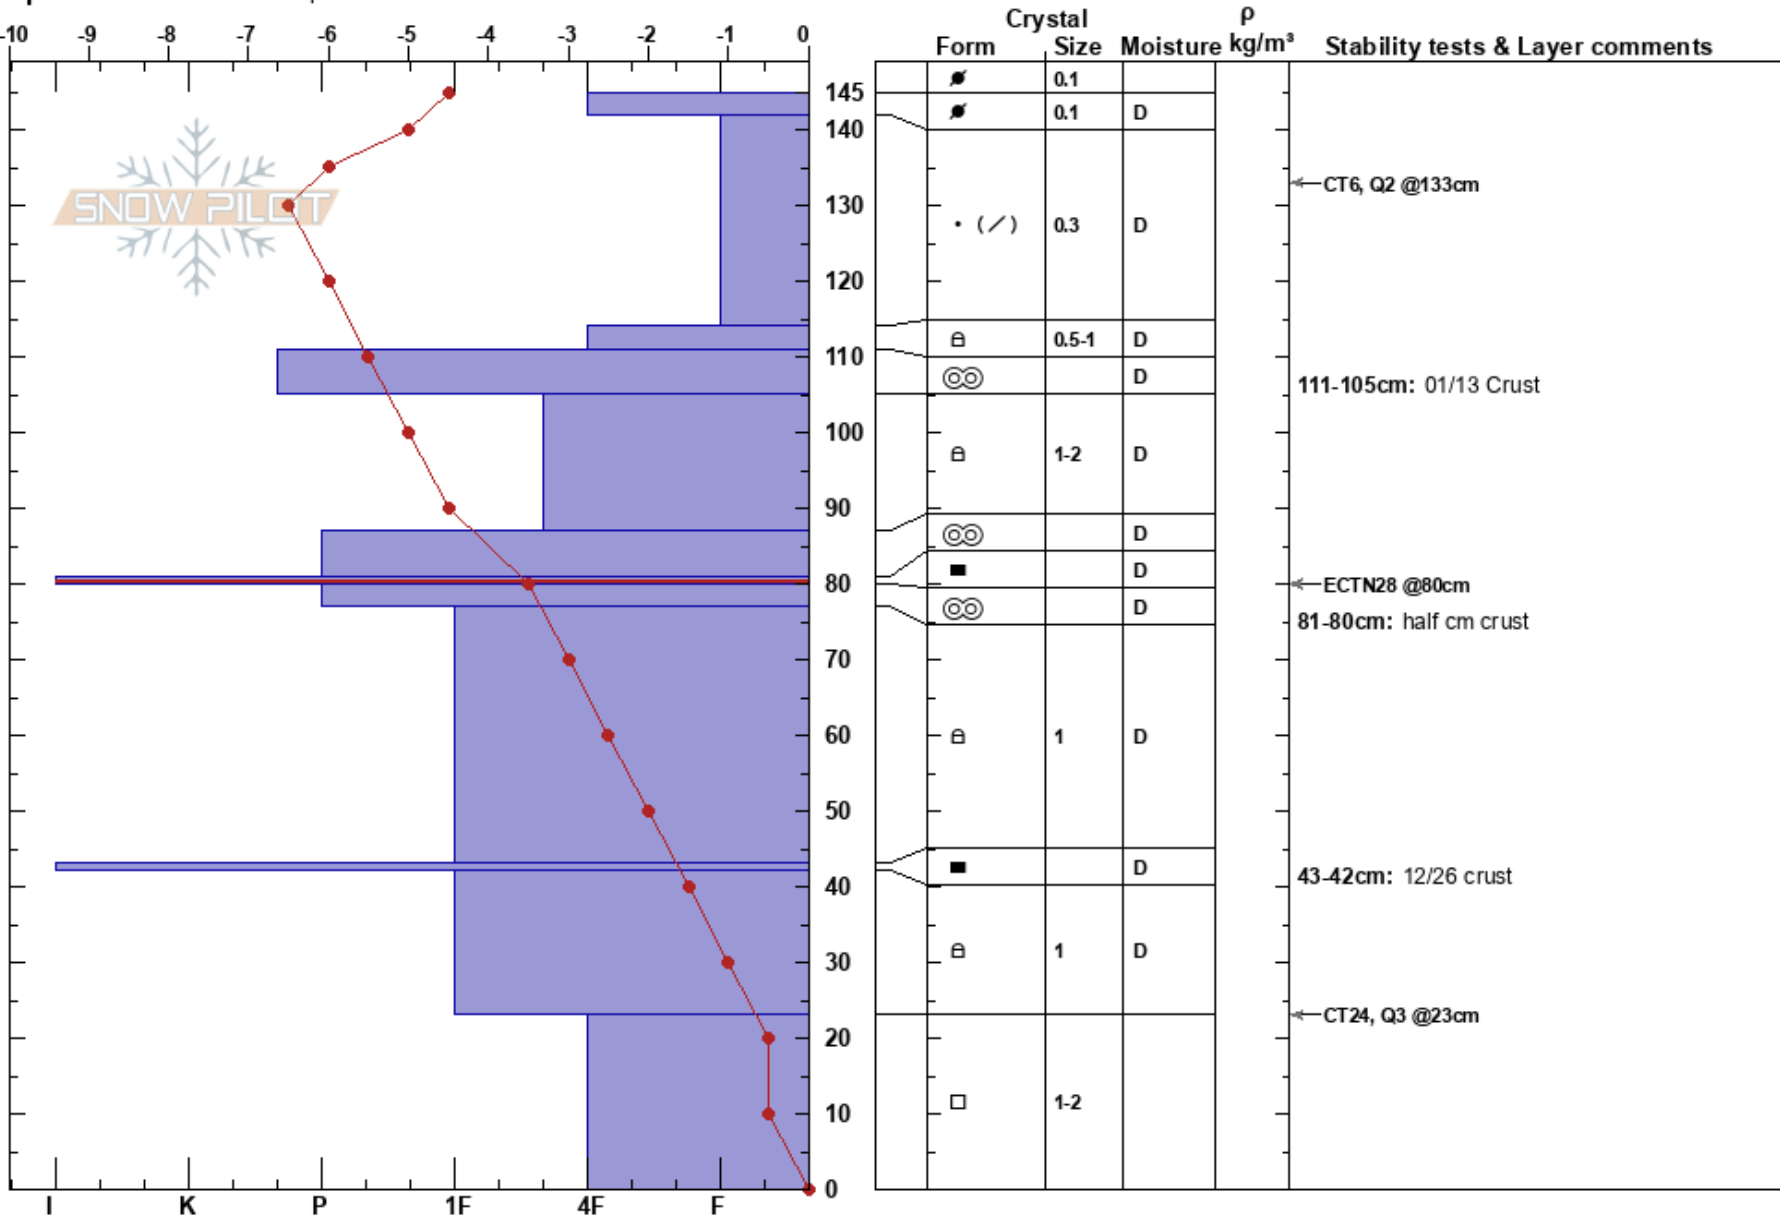 Crystal ρ
-10 -9 -8 -7 -6 -5 -4 -3 -2 -1 0 Form Size Moisture kg/m³ Stability tests & Layer comments
0.1
145
0.1 D
140
CT6, Q2 @133cm
SNOW PILOT 130
0.3 D
120
0.5-1 D
110
D 111-105cm: 01/13 Crust
100
1-2 D
90
D
D
80 ECTN28 @80cm
D
81-80cm: half cm crust
70
60 1 D
50
D 43-42cm: 12/26 crust
40
1 D
30
CT24, Q3 @23cm
20
1-2
10
0
I K P 1F 4F F